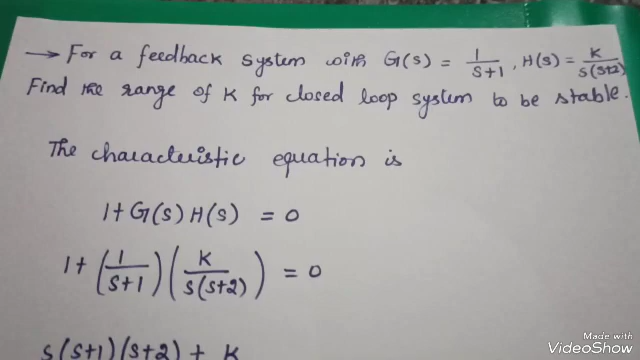 → For a feedback system with G(s) = 1/(s+1), H(s) = K/(s(s+2))
Find the range of K for closed loop system to be stable.
The characteristic equation is
1+ G(s) H(s) = 0
1+ (1/(s+1)) (K/(s(s+2))) = 0
s(s+1)(s+2) + K
Made with
VideoShow